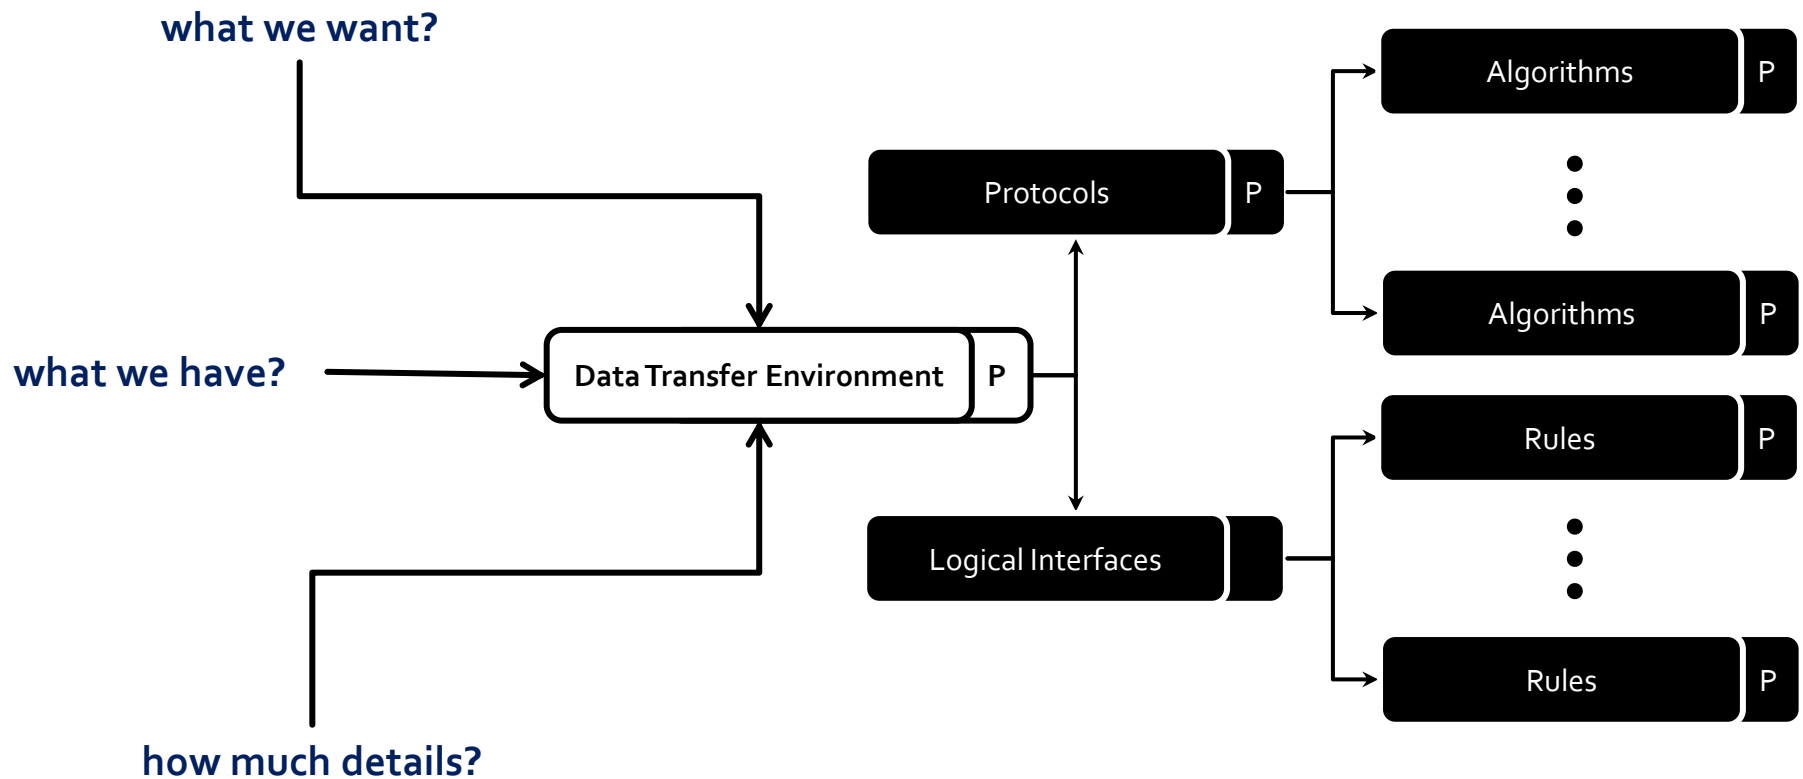 what we want?
Algorithms P
Protocols P
Algorithms P
what we have?
Data Transfer Environment P
Rules P
Logical Interfaces
Rules P
how much details?